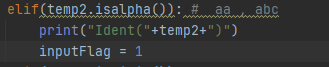 elif(temp2.isalpha()): # aa , abc
print("Ident("+temp2+")")
inputFlag = 1